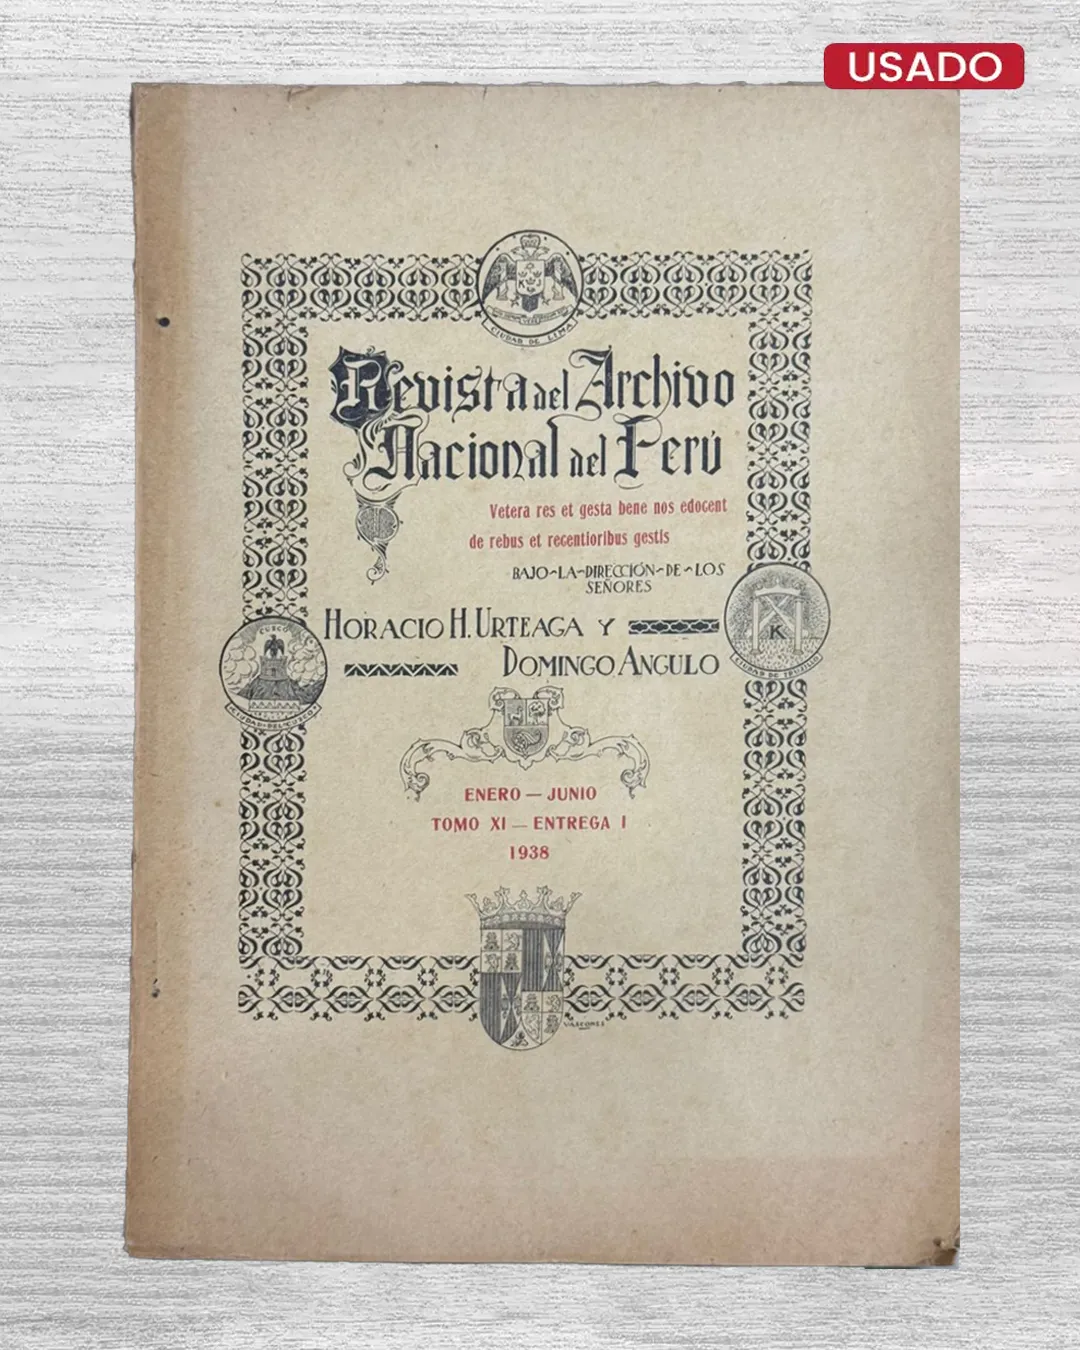 USADO
CIUDAD DE LIMA
Revista del Archivo
Nacional del Perú
Vetera res et gesta bene nos edocent
de rebus et recentioribus gestis
BAJO-LA-DIRECCIÓN-DE-LOS
SEÑORES
HORACIO H. URTEAGA Y
DOMINGO ANGULO
CUSCO
CIUDAD DEL CUSCO
K
CIUDAD DE TRUJILLO
ENERO — JUNIO
TOMO XI — ENTREGA I
1938
VASCONES